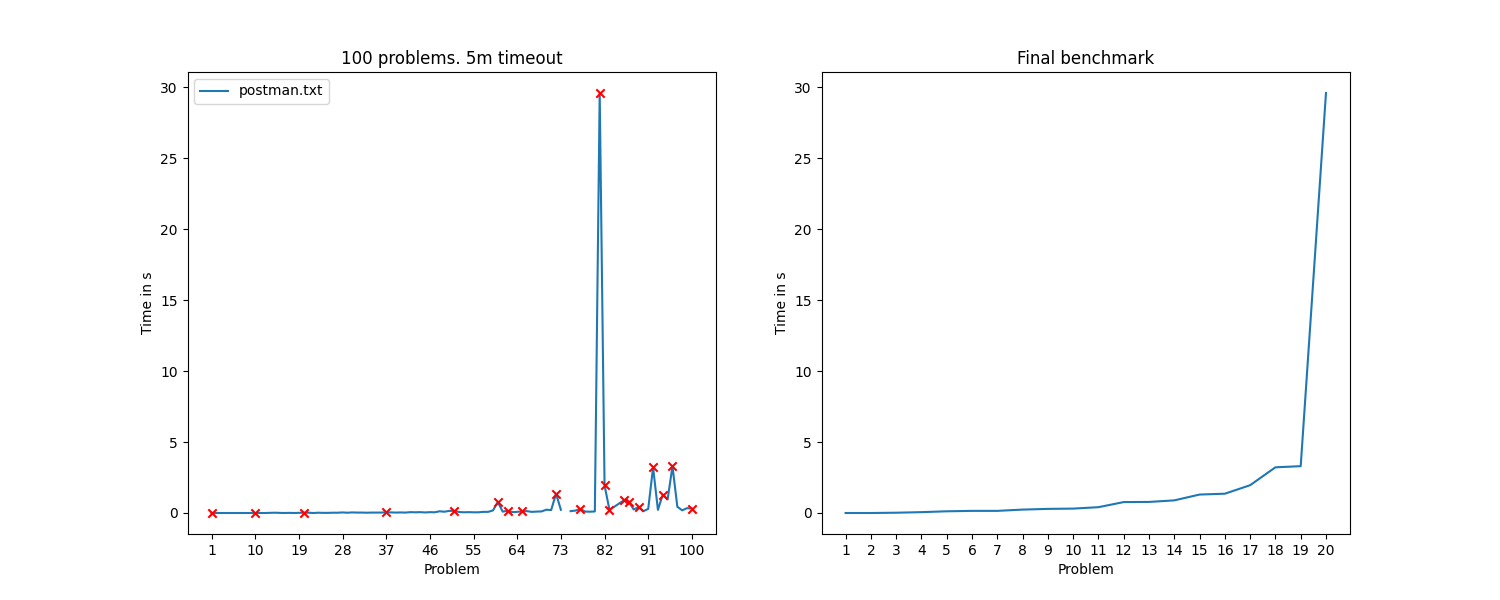 100 problems. 5m timeout
30
25
20
15
10
5
0
Time in s
postman.txt
1 10 19 28 37 46 55 64 73 82 91 100
Problem
Final benchmark
30
25
20
15
10
5
0
Time in s
1 2 3 4 5 6 7 8 9 10 11 12 13 14 15 16 17 18 19 20
Problem